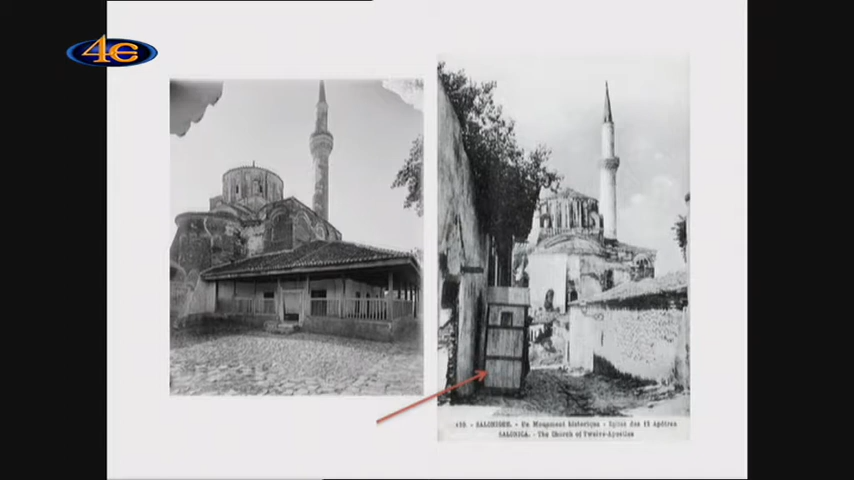 4E
SALONIQUE. - Un Monument historique - Eglise des 12 Apôtres
SALONICA. - The Church of Twelve-Apostles